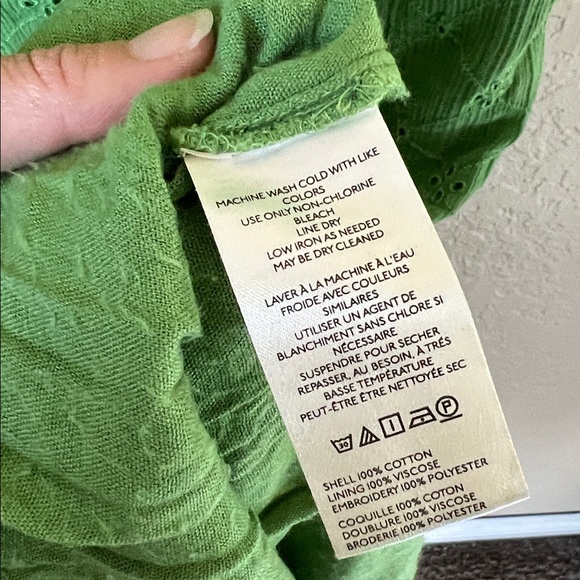 MACHINE WASH COLD WITH LIKE
COLORS
USE ONLY NON-CHLORINE
BLEACH
LINE DRY
LOW IRON AS NEEDED
MAY BE DRY CLEANED
LAVER À LA MACHINE À L'EAU
FROIDE AVEC COULEURS
SIMILAIRES
UTILISER UN AGENT DE
BLANCHIMENT SANS CHLORE SI
NÉCESSAIRE
SUSPENDRE POUR SECHER
REPASSER, AU BESOIN, À TRÉS
BASSE TEMPÉRATURE
PEUT-ÊTRE ÊTRE NETTOYÉE SEC
30 P
SHELL 100% COTTON
LINING 100% VISCOSE
EMBROIDERY 100% POLYESTER
COQUILLE 100% COTON
DOUBLURE 100% VISCOSE
BRODERIE 100% POLYESTER